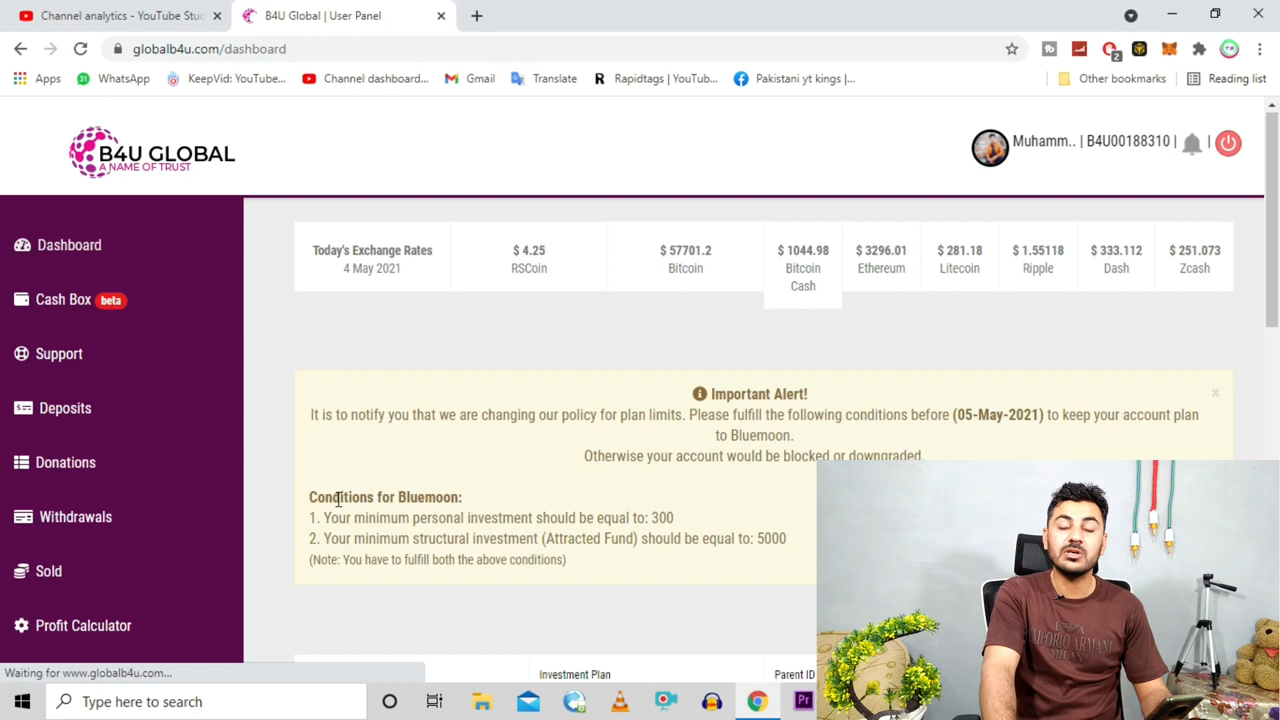 Channel analytics - YouTube Stud
B4U Global | User Panel
globalb4u.com/dashboard
2
Apps
WhatsApp
KeepVid: YouTube...
Channel dashboard...
Gmail
Translate
Rapidtags | YouTub...
Pakistani yt kings |...
Other bookmarks
Reading list
B4U GLOBAL
A NAME OF TRUST
Muhamm.. | B4U00188310 |
|
Dashboard
Cash Box beta
Support
Deposits
Donations
Withdrawals
Sold
Profit Calculator
Today's Exchange Rates
4 May 2021
$ 4.25
RSCoin
$ 57701.2
Bitcoin
$ 1044.98
Bitcoin
Cash
$ 3296.01
Ethereum
$ 281.18
Litecoin
$ 1.55118
Ripple
$ 333.112
Dash
$ 251.073
Zcash
Important Alert!
x
It is to notify you that we are changing our policy for plan limits. Please fulfill the following conditions before (05-May-2021) to keep your account plan
to Bluemoon.
Otherwise your account would be blocked or downgraded.
Conditions for Bluemoon:
1. Your minimum personal investment should be equal to: 300
2. Your minimum structural investment (Attracted Fund) should be equal to: 5000
(Note: You have to fulfill both the above conditions)
Investment Plan
Parent ID
EMPORIO ARMANI
MILAN
Waiting for www.globalb4u.com...
Type here to search
Pr